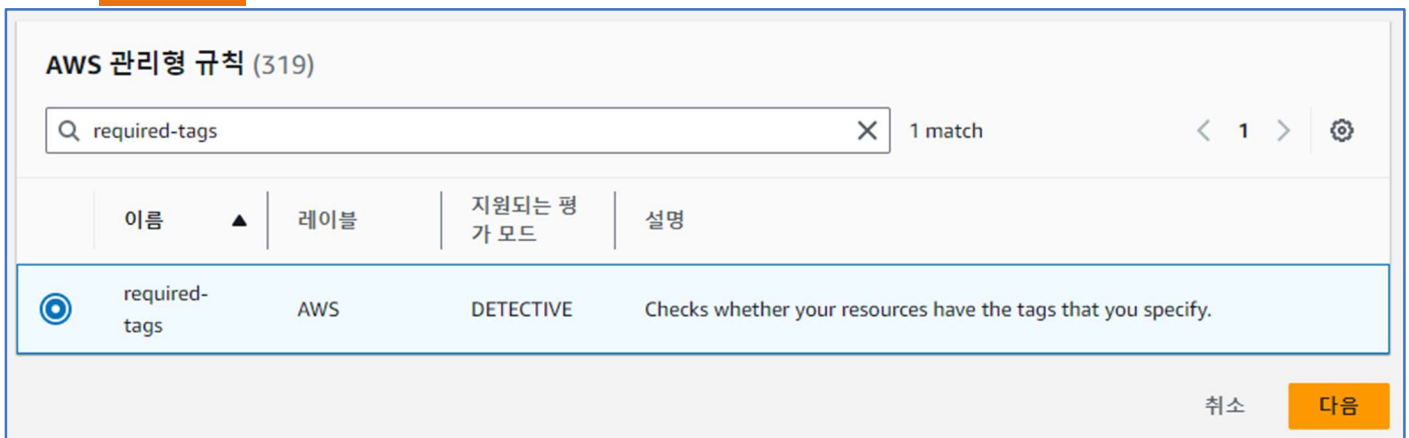 AWS 관리형 규칙 (319)
required-tags
1 match
1
이름
레이블
지원되는 평
가 모드
설명
required-
tags
AWS
DETECTIVE
Checks whether your resources have the tags that you specify.
취소
다음